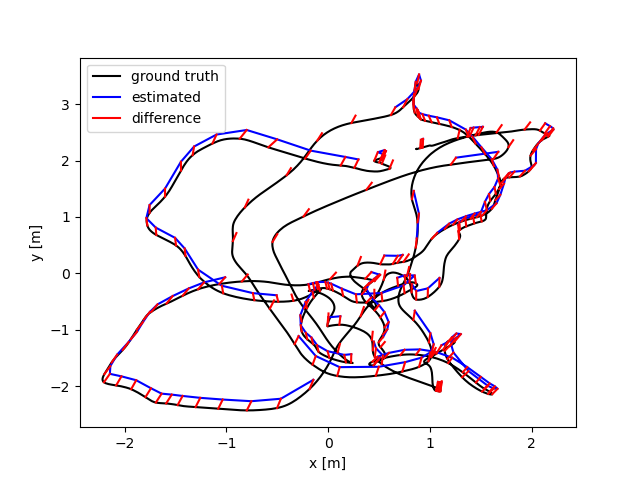 ground truth
estimated
difference
3
2
1
0
−1
−2
y [m]
−2
−1
0
1
2
x [m]